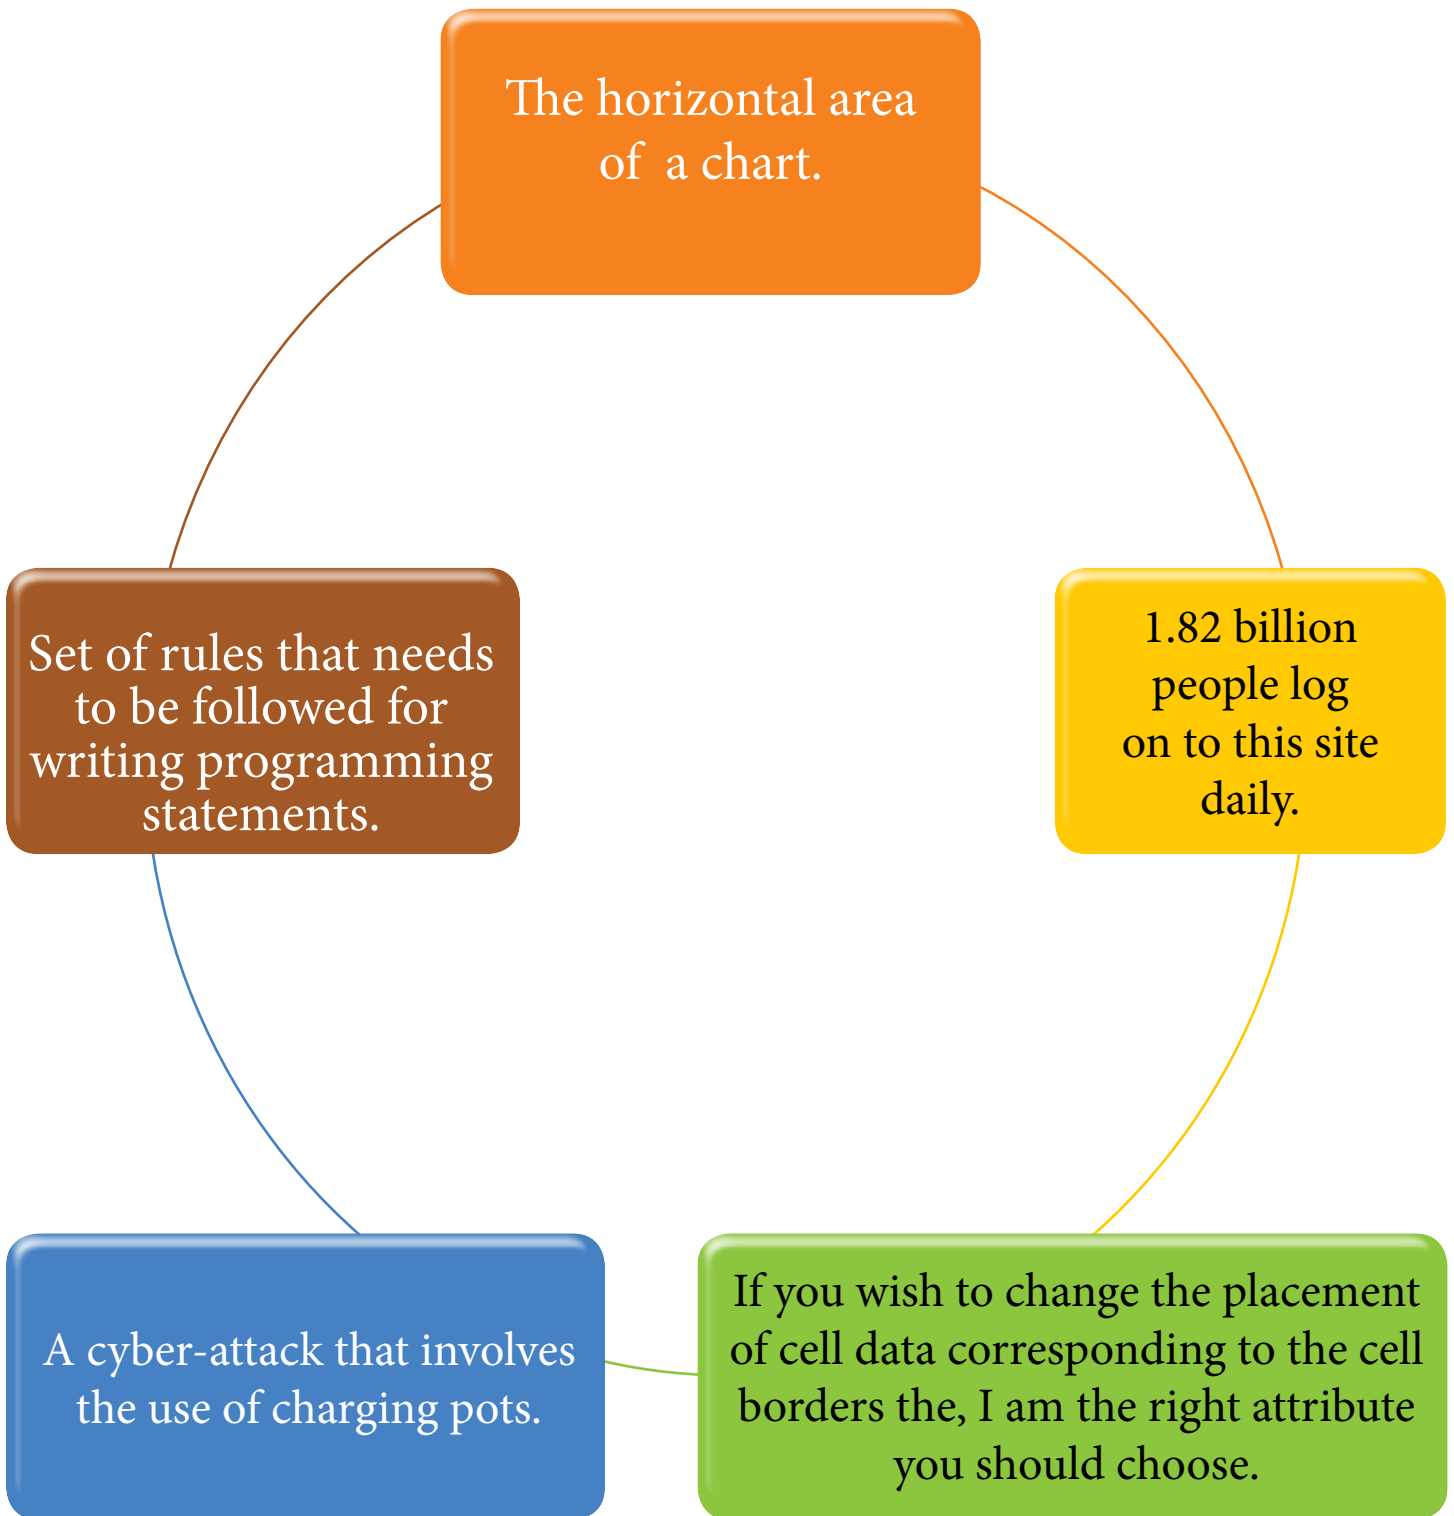 The horizontal area
of a chart.
1.82 billion
people log
on to this site
daily.
If you wish to change the placement
of cell data corresponding to the cell
borders the, I am the right attribute
you should choose.
A cyber-attack that involves
the use of charging pots.
Set of rules that needs
to be followed for
writing programming
statements.